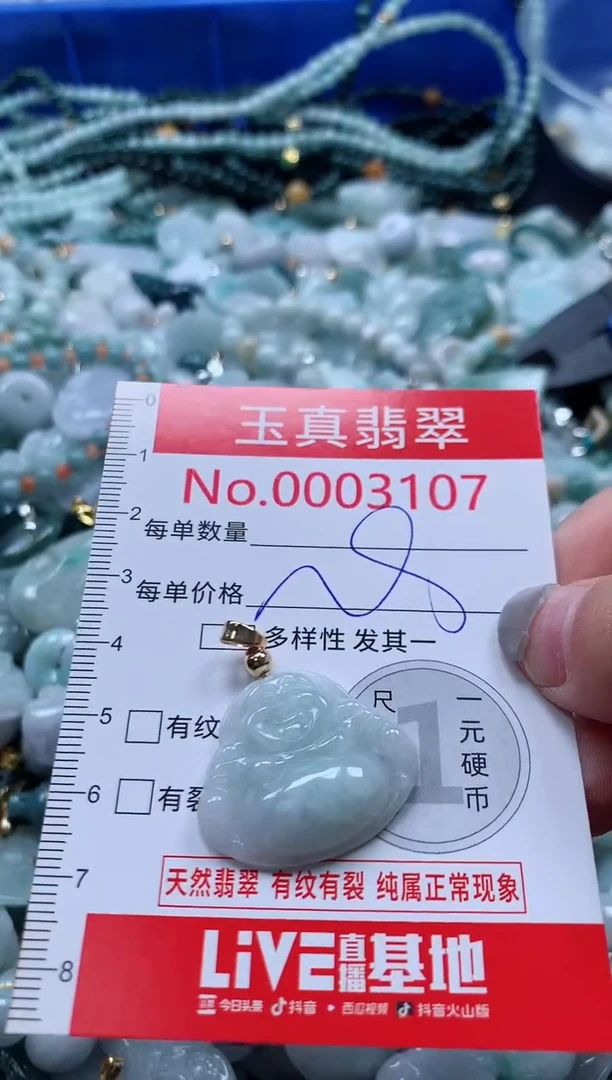 0
玉真翡翠
1
No.0003107
2
每单数量
3
每单价格
4
多样性 发其一
5
有纹
尺
一元硬币
1
6
有裂
7
天然翡翠 有纹有裂 纯属正常现象
LiVE直播基地
8
今日头条 抖音 西瓜视频 抖音火山版